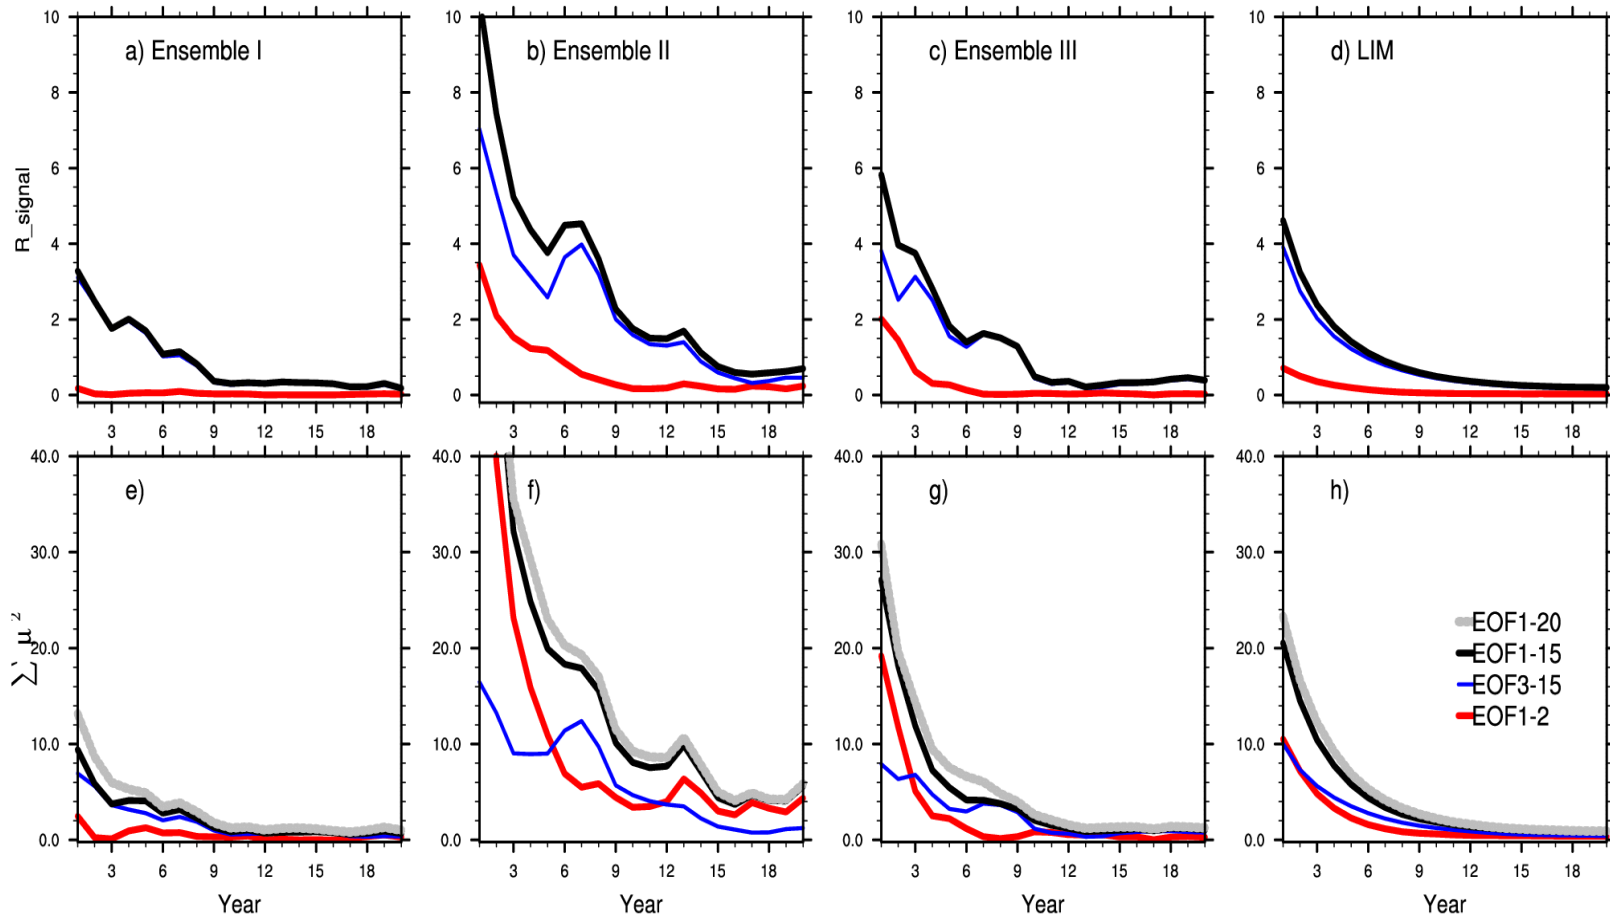 a) Ensemble I
b) Ensemble II
c) Ensemble III
d) LIM
R_signal
10 8 6 4 2 0
3 6 9 12 15 18
10 8 6 4 2 0
3 6 9 12 15 18
10 8 6 4 2 0
3 6 9 12 15 18
10 8 6 4 2 0
3 6 9 12 15 18
e)
f)
g)
h)
∑ μ²
40.0 30.0 20.0 10.0 0.0
3 6 9 12 15 18
Year
40.0 30.0 20.0 10.0 0.0
3 6 9 12 15 18
Year
40.0 30.0 20.0 10.0 0.0
3 6 9 12 15 18
Year
40.0 30.0 20.0 10.0 0.0
3 6 9 12 15 18
Year
EOF1-20
EOF1-15
EOF3-15
EOF1-2